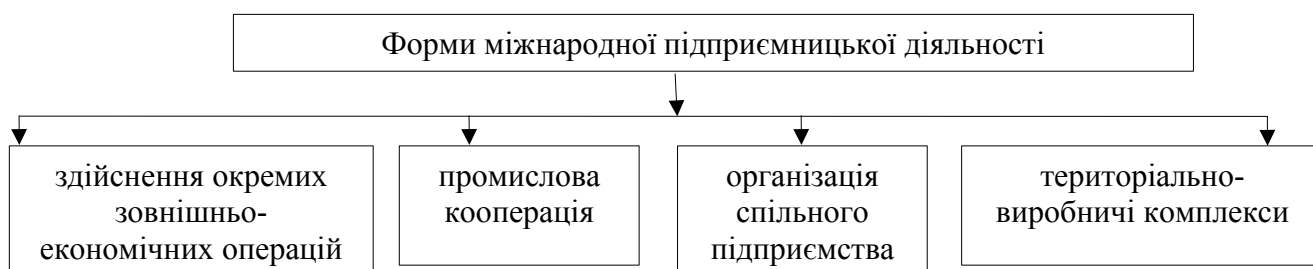 Форми міжнародної підприємницької діяльності
здійснення окремих
зовнішньо-
економічних операцій
промислова
кооперація
організація
спільного
підприємства
територіально-
виробничі комплекси